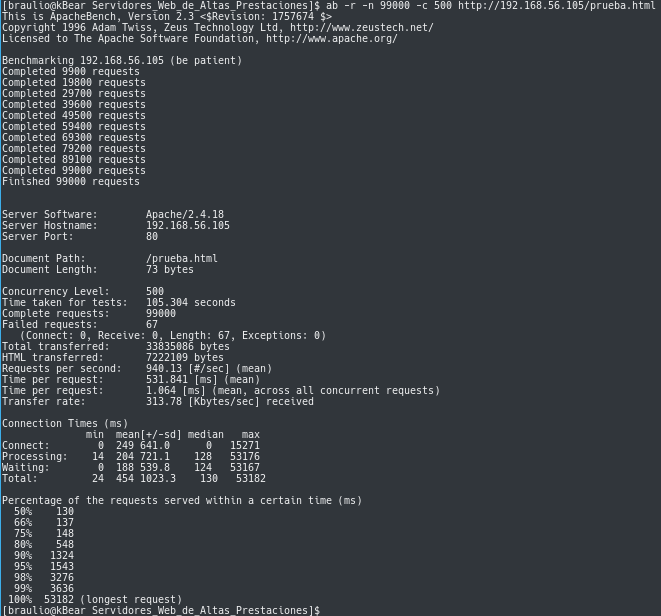 [braulio@kBear Servidores_Web_de_Altas_Prestaciones]$ ab -r -n 99000 -c 500 http://192.168.56.105/prueba.html
This is ApacheBench, Version 2.3 <$Revision: 1757674 $>
Copyright 1996 Adam Twiss, Zeus Technology Ltd, http://www.zeustech.net/
Licensed to The Apache Software Foundation, http://www.apache.org/

Benchmarking 192.168.56.105 (be patient)
Completed 9900 requests
Completed 19800 requests
Completed 29700 requests
Completed 39600 requests
Completed 49500 requests
Completed 59400 requests
Completed 69300 requests
Completed 79200 requests
Completed 89100 requests
Completed 99000 requests
Finished 99000 requests


Server Software:        Apache/2.4.18
Server Hostname:        192.168.56.105
Server Port:            80

Document Path:          /prueba.html
Document Length:        73 bytes

Concurrency Level:      500
Time taken for tests:   105.304 seconds
Complete requests:      99000
Failed requests:        67
   (Connect: 0, Receive: 0, Length: 67, Exceptions: 0)
Total transferred:      33835086 bytes
HTML transferred:       7222109 bytes
Requests per second:    940.13 [#/sec] (mean)
Time per request:       531.841 [ms] (mean)
Time per request:       1.064 [ms] (mean, across all concurrent requests)
Transfer rate:          313.78 [Kbytes/sec] received

Connection Times (ms)
              min  mean[+/-sd] median   max
Connect:        0  249 641.0      0   15271
Processing:    14  204 721.1    128   53176
Waiting:        0  188 539.8    124   53167
Total:         24  454 1023.3    130   53182

Percentage of the requests served within a certain time (ms)
  50%    130
  66%    137
  75%    148
  80%    548
  90%   1324
  95%   1543
  98%   3276
  99%   3636
 100%  53182 (longest request)
[braulio@kBear Servidores_Web_de_Altas_Prestaciones]$